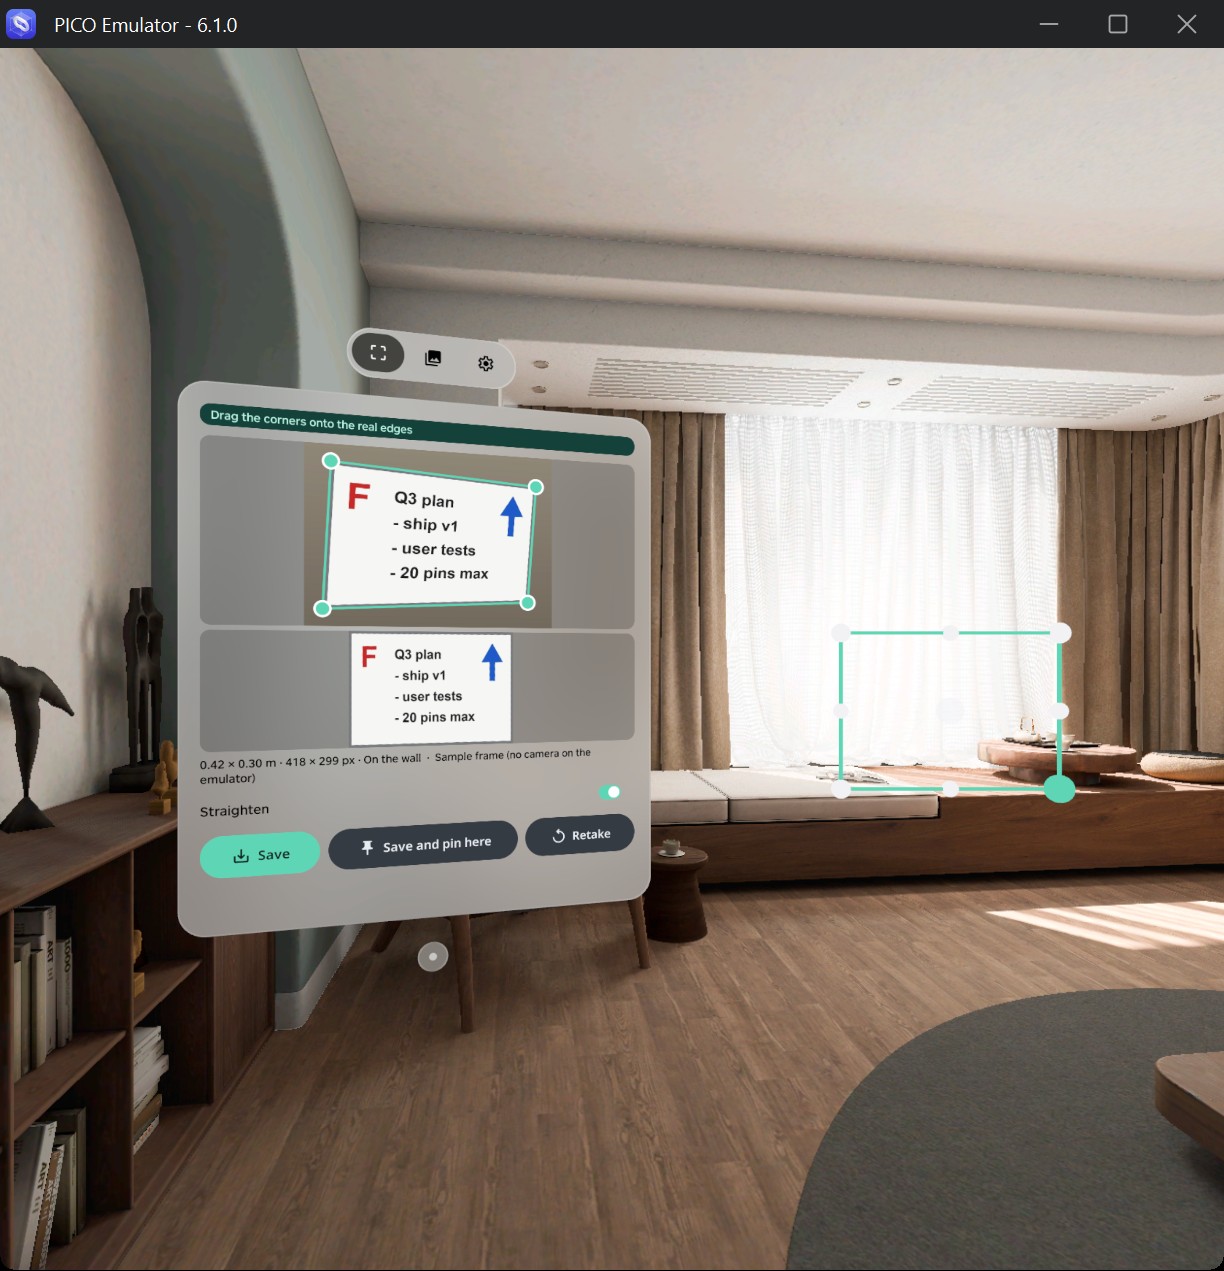 PICO Emulator - 6.1.0
Drag the corners onto the real edges
F
Q3 plan
- ship v1
- user tests
- 20 pins max
F
Q3 plan
- ship v1
- user tests
- 20 pins max
0.42 × 0.30 m · 418 × 299 px · On the wall · Sample frame (no camera on the
emulator)
Straighten
Save
Save and pin here
Retake